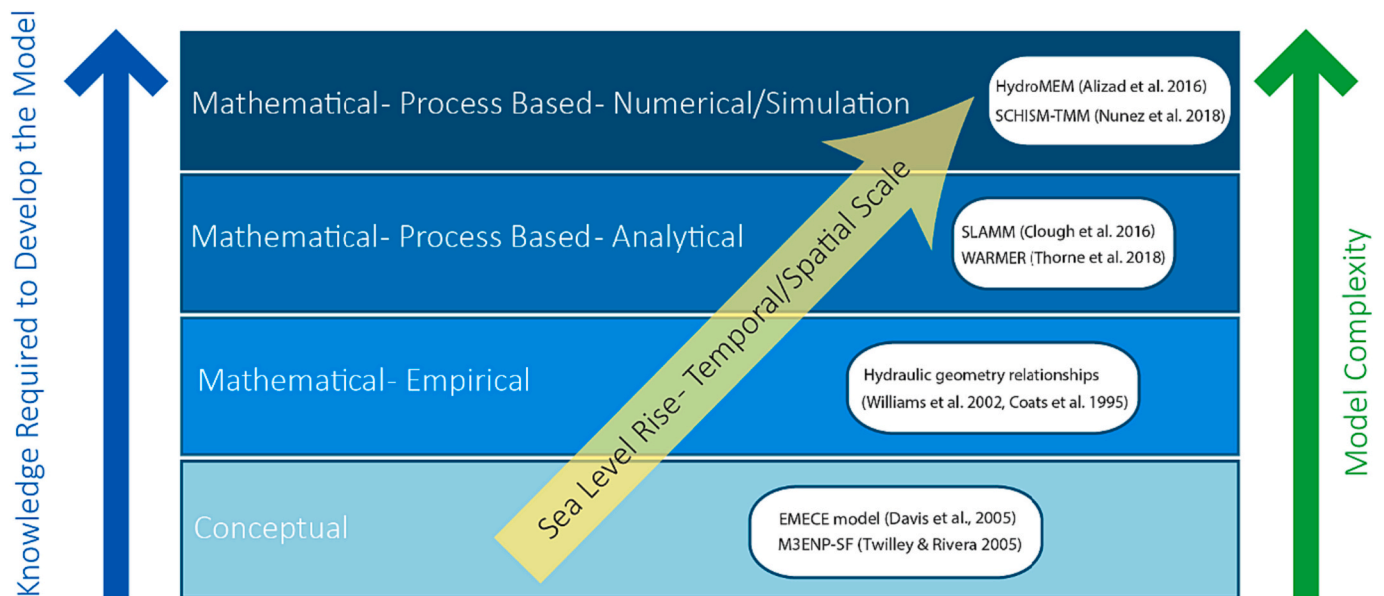 Knowledge Required to Develop the Model
Mathematical- Process Based- Numerical/Simulation
HydroMEM (Alizad et al. 2016)
SCHISM-TMM (Nunez et al. 2018)
Mathematical- Process Based- Analytical
SLAMM (Clough et al. 2016)
WARMER (Thorne et al. 2018)
Mathematical- Empirical
Hydraulic geometry relationships
(Williams et al. 2002, Coats et al. 1995)
Conceptual
EMECE model (Davis et al., 2005)
M3ENP-SF (Twilley & Rivera 2005)
Sea Level Rise- Temporal/Spatial Scale
Model Complexity